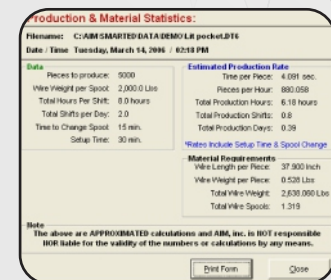 Production & Material Statistics:
Filename: C:\AIM SMARTED DATA\DEMO\Lit pocket.DT6
Date / Time Tuesday, March 14, 2006 / 02:18 PM
Data
Pieces to produce: 5000
Wire Weight per Spool: 2,000.0 Lbs
Total Hours Per Shift: 8.0 hours
Total Shifts per Day: 2.0
Time to Change Spool: 15 min.
Setup Time: 30 min.
Estimated Production Rate
Time per Piece: 4.091 sec.
Pieces per Hour: 880.058
Total Production Hours: 6.18 hours
Total Production Shifts: 0.8
Total Production Days: 0.39
*Rates Include Setup Time & Spool Change
Material Requirements
Wire Length per Piece: 37.900 Inch
Wire Weight per Piece: 0.528 Lbs
Total Wire Weight: 2,638.060 Lbs
Total Wire Spools: 1.319
Note
The above are APPROXIMATED calculations and AIM, inc. is NOT responsible
NOR liable for the validity of the numbers or calculations by any means.
Print Form
Close